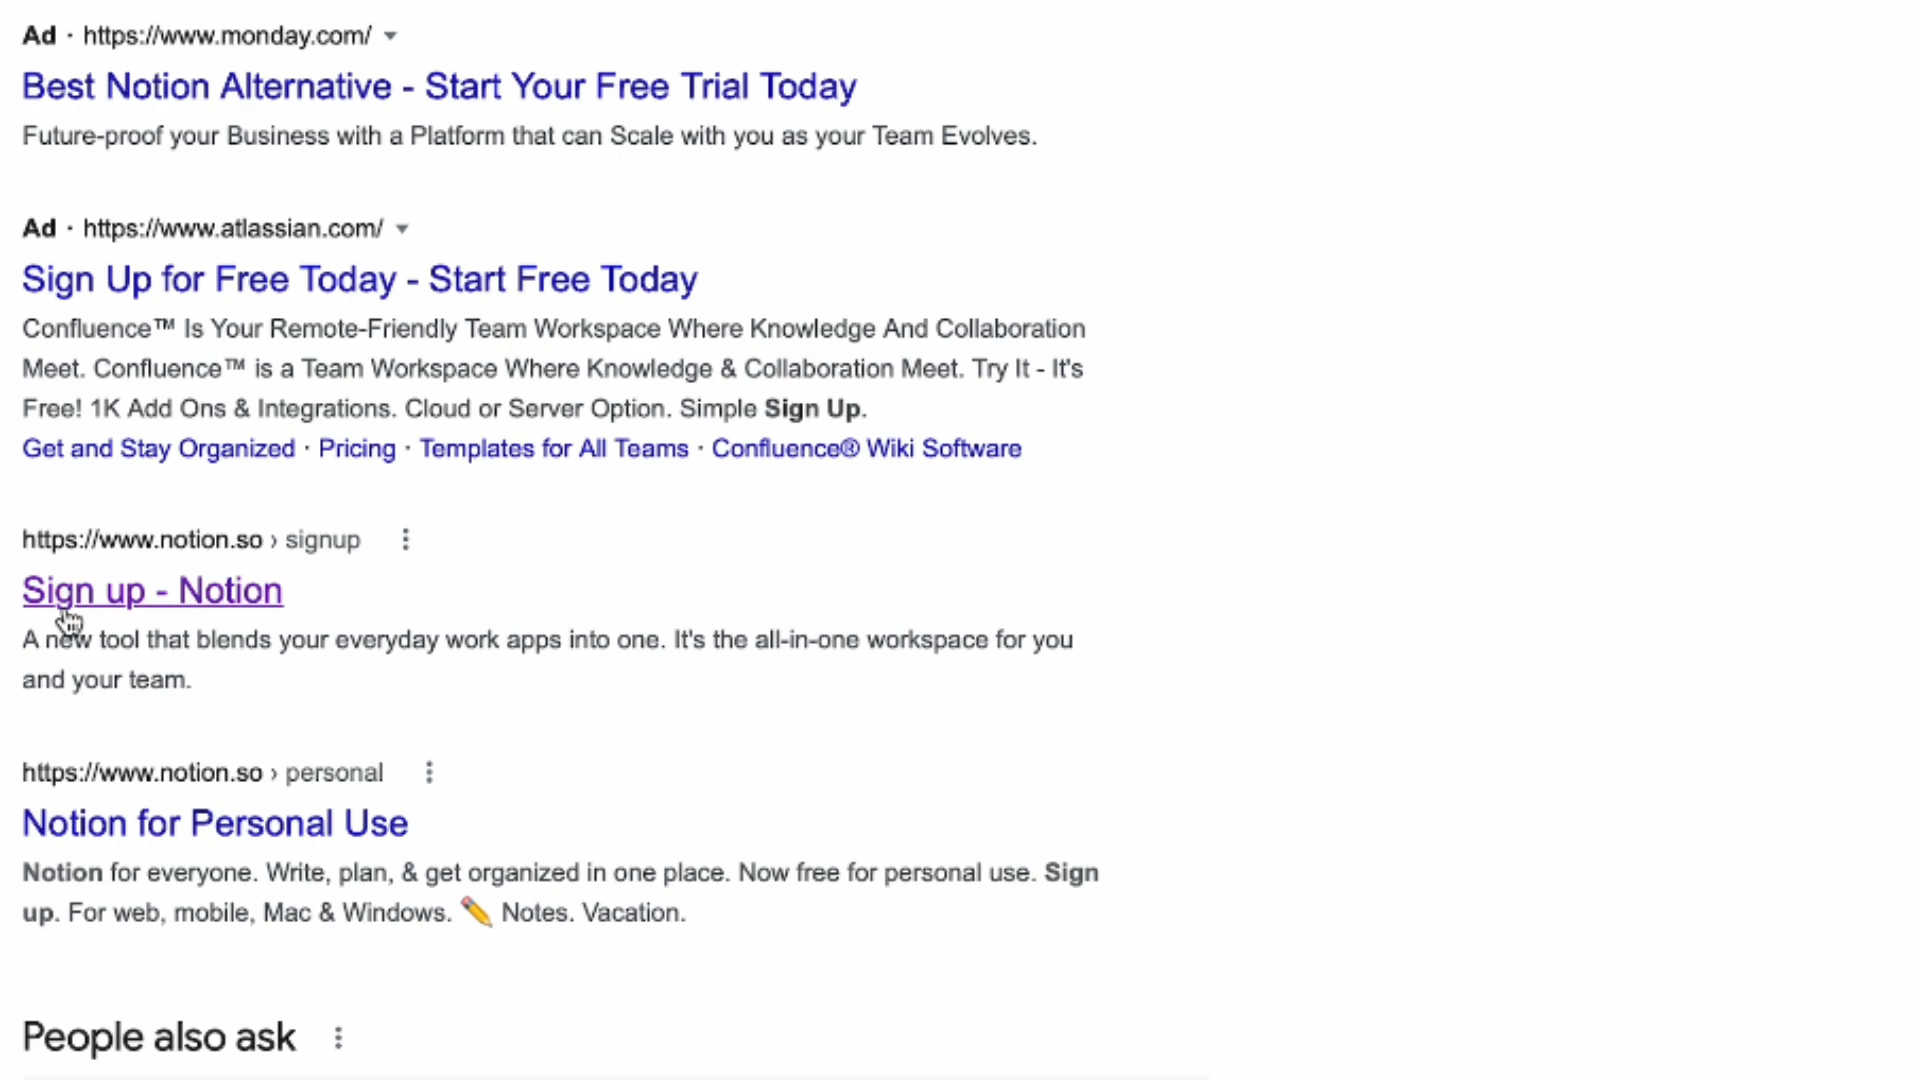 Ad · https://www.monday.com/
Best Notion Alternative - Start Your Free Trial Today
Future-proof your Business with a Platform that can Scale with you as your Team Evolves.
Ad · https://www.atlassian.com/
Sign Up for Free Today - Start Free Today
Confluence™ Is Your Remote-Friendly Team Workspace Where Knowledge And Collaboration
Meet. Confluence™ is a Team Workspace Where Knowledge & Collaboration Meet. Try It - It's
Free! 1K Add Ons & Integrations. Cloud or Server Option. Simple Sign Up.
Get and Stay Organized · Pricing · Templates for All Teams · Confluence® Wiki Software
https://www.notion.so › signup
Sign up - Notion
A new tool that blends your everyday work apps into one. It's the all-in-one workspace for you
and your team.
https://www.notion.so › personal
Notion for Personal Use
Notion for everyone. Write, plan, & get organized in one place. Now free for personal use. Sign
up. For web, mobile, Mac & Windows. ✏️ Notes. Vacation.
People also ask